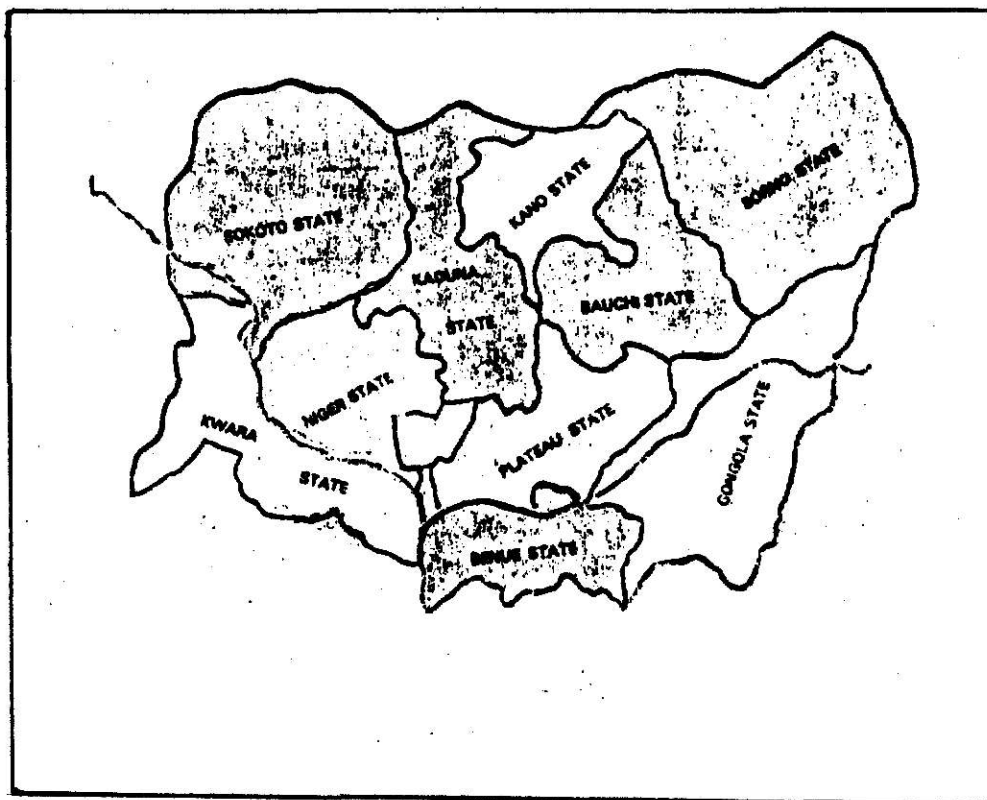 SOKOTO STATE
KANO STATE
BORNO STATE
KADUNA
STATE
BAUCHI STATE
NIGER STATE
KWARA
STATE
PLATEAU STATE
GONGOLA STATE
BENUE STATE